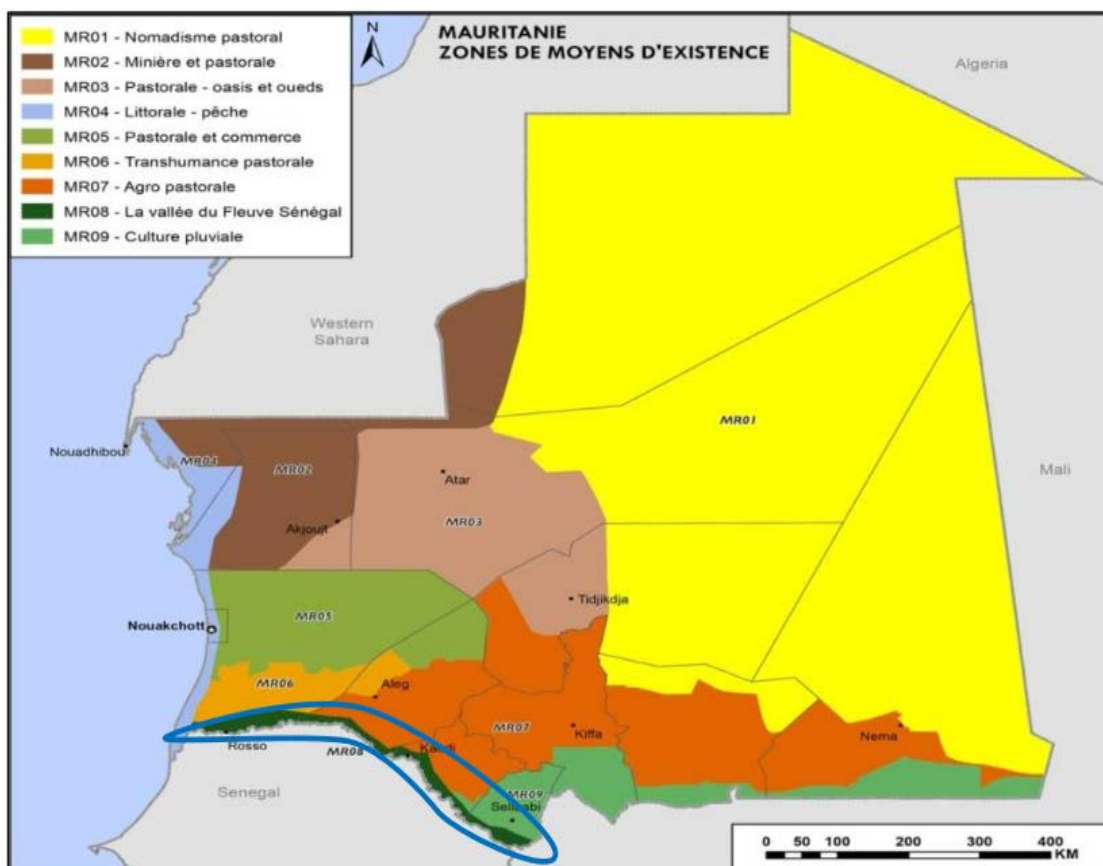 MR01 - Nomadisme pastoral
MR02 - Minière et pastorale
MR03 - Pastorale - oasis et oueds
MR04 - Littorale - pêche
MR05 - Pastorale et commerce
MR06 - Transhumance pastorale
MR07 - Agro pastorale
MR08 - La vallée du Fleuve Sénégal
MR09 - Culture pluviale
N
MAURITANIE
ZONES DE MOYENS D'EXISTENCE
Algeria
Western
Sahara
MR01
Nouadhibou
MR02
Mali
Atar
Akjoujt
MR03
Tidjikdja
Nouakchott
MR05
MR06
Aleg
MR07
Kiffa
Nema
Rosso
MR08
MR09
Senegal
0 50 100 200 300 400
KM